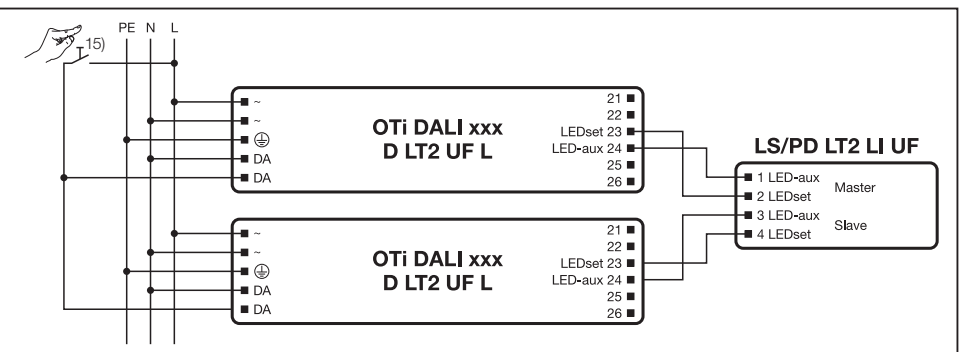 PE N L
15)
~
~
DA
DA
OTi DALI xxx
D LT2 UF L
21
22
LEDset 23
LED-aux 24
25
26
~
~
DA
DA
OTi DALI xxx
D LT2 UF L
21
22
LEDset 23
LED-aux 24
25
26
LS/PD LT2 LI UF
1 LED-aux
Master
2 LEDset
3 LED-aux
Slave
4 LEDset